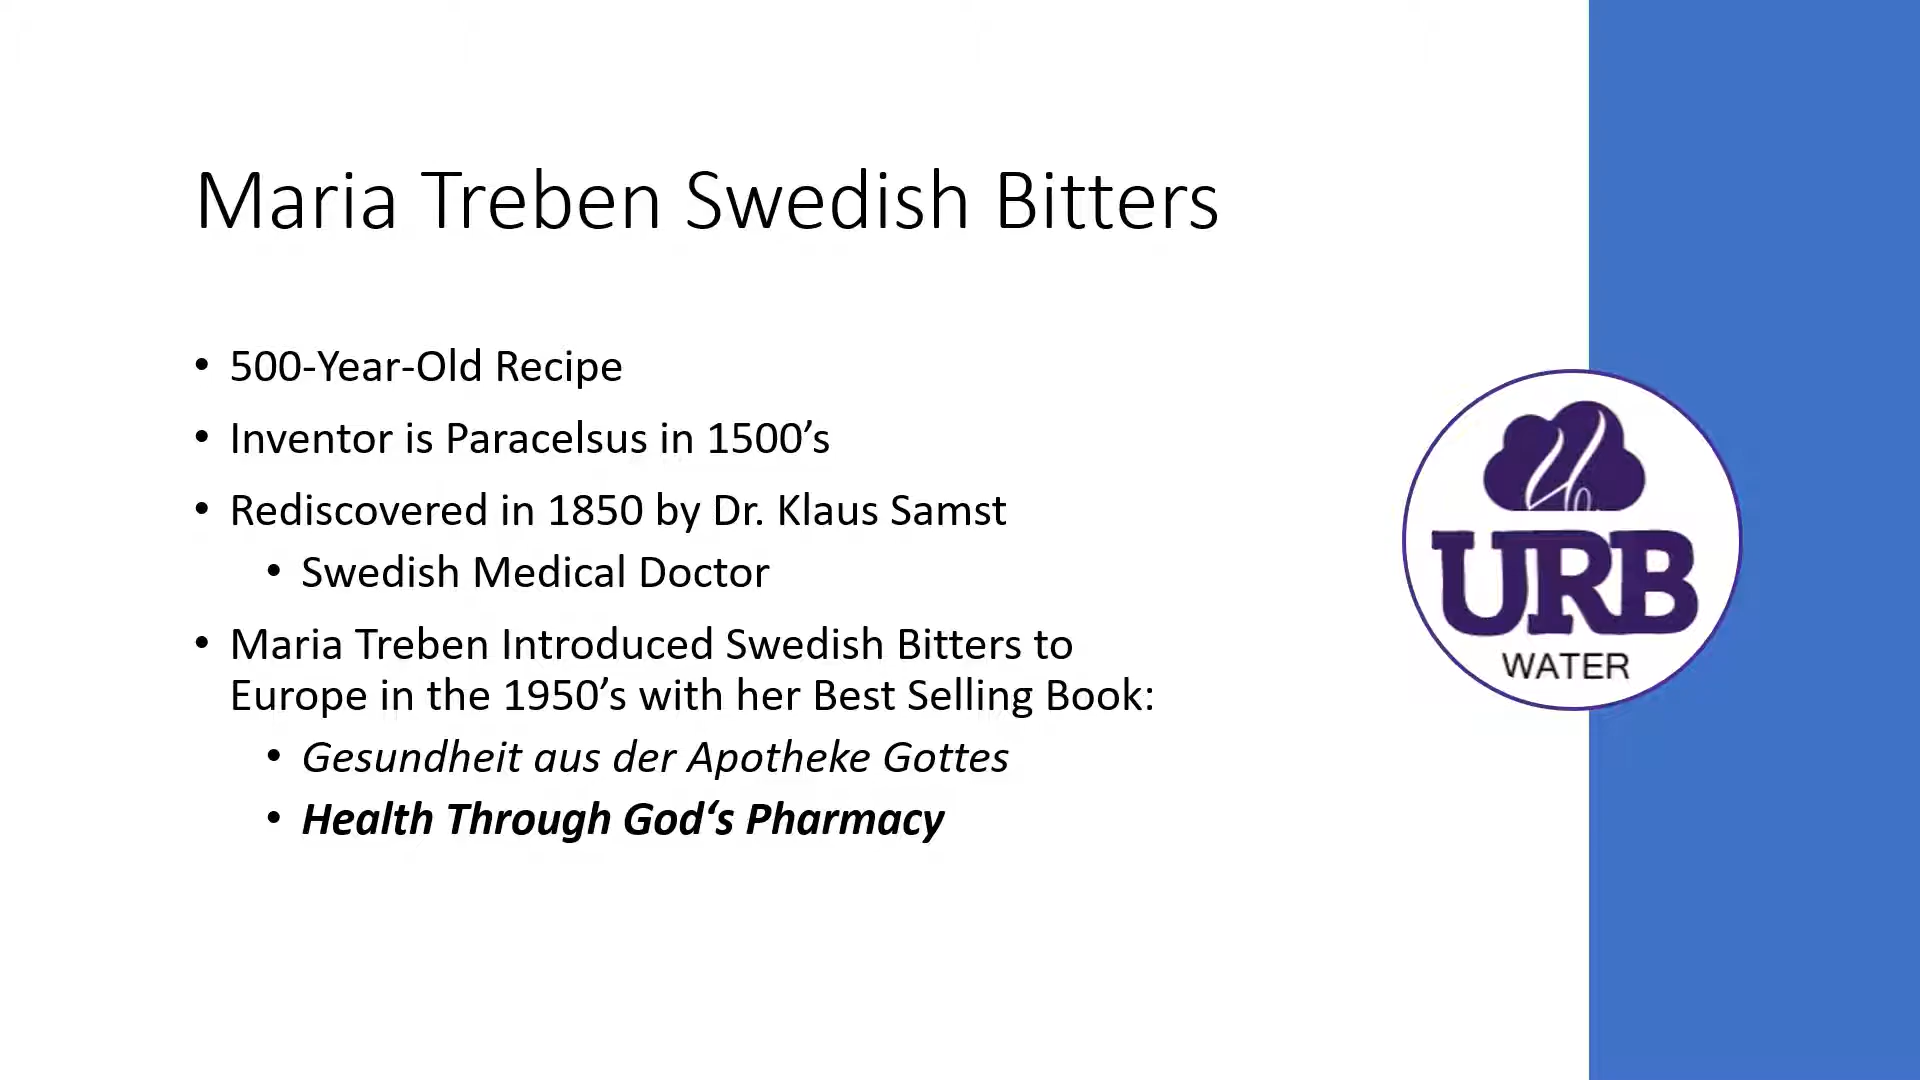 Maria Treben Swedish Bitters
• 500-Year-Old Recipe
• Inventor is Paracelsus in 1500’s
• Rediscovered in 1850 by Dr. Klaus Samst
• Swedish Medical Doctor
• Maria Treben Introduced Swedish Bitters to
Europe in the 1950’s with her Best Selling Book:
• Gesundheit aus der Apotheke Gottes
• Health Through God‘s Pharmacy
URB
WATER